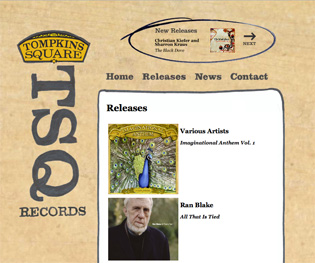 TOMPKINS
SQUARE
TSQ
RECORDS
New Releases
Christian Kiefer and
Sharron Kraus
The Black Dove
NEXT
Home Releases News Contact
Releases
Various Artists
Imaginational Anthem Vol. 1
Ran Blake
All That Is Tied